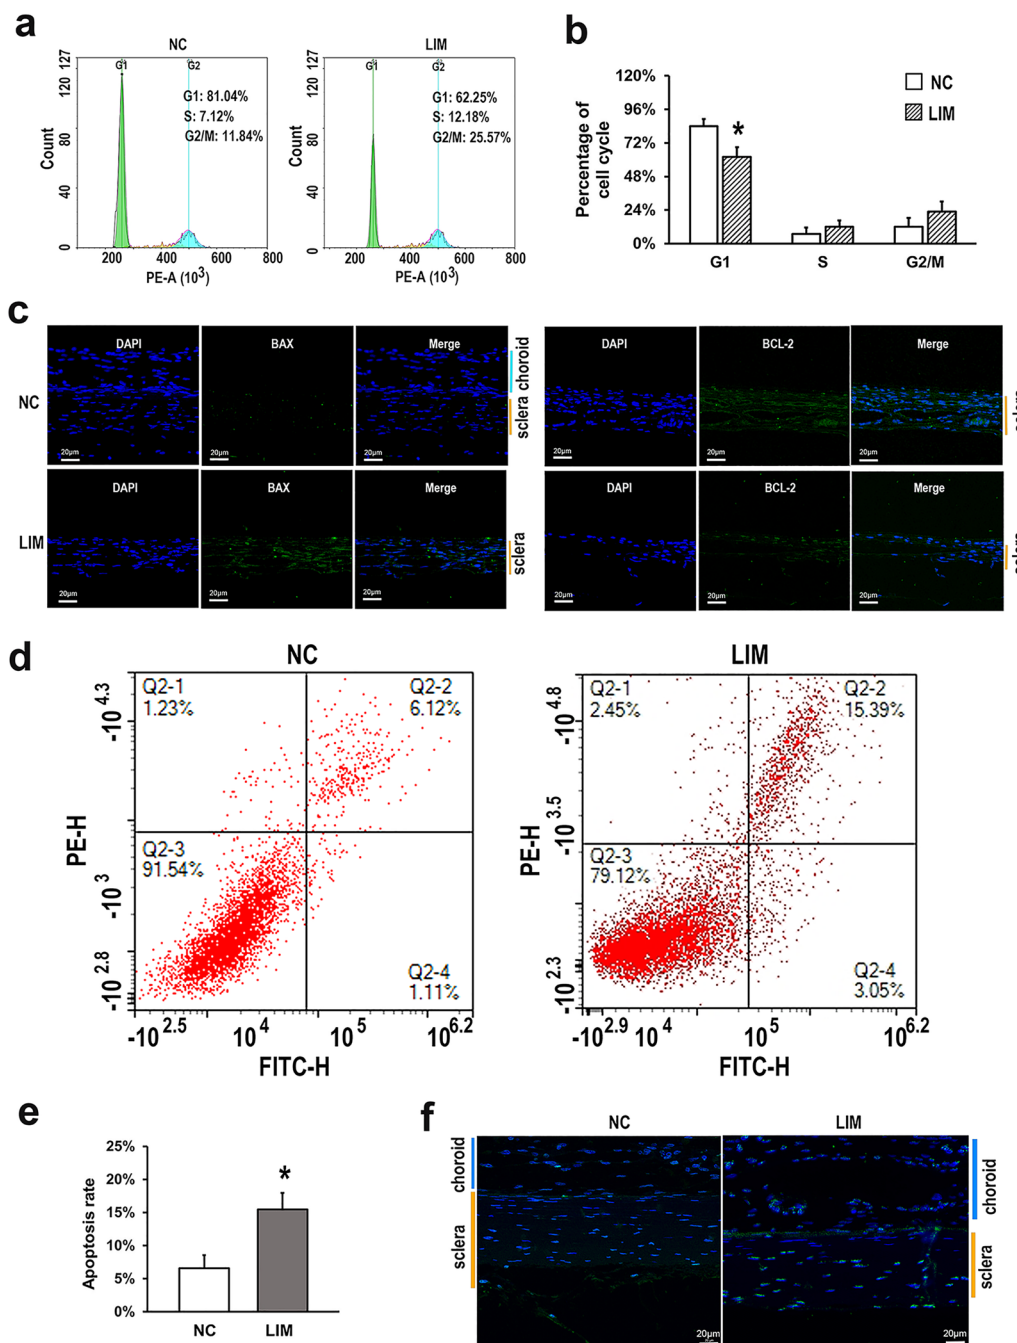 a
NC
LIM
127
120
80
40
0
Count
G1
G2
G1: 81.04%
S: 7.12%
G2/M: 11.84%
200 400 600 800
PE-A (10³)
127
120
80
40
0
Count
G1
G2
G1: 62.25%
S: 12.18%
G2/M: 25.57%
200 400 600 800
PE-A (10³)
b
120%
96%
72%
48%
24%
0%
Percentage of
cell cycle
NC
LIM
*
G1 S G2/M
c
NC
DAPI BAX Merge
20μm 20μm 20μm
choroid
sclera
DAPI BCL-2 Merge
20μm 20μm 20μm
sclera
LIM
DAPI BAX Merge
20μm 20μm 20μm
sclera
DAPI BCL-2 Merge
20μm 20μm 20μm
sclera
d
NC
Q2-1
1.23%
Q2-2
6.12%
Q2-3
91.54%
Q2-4
1.11%
PE-H
-10^4.3
-10^3
-10^2.8
-10^2.5 10^4 10^5 10^6.2
FITC-H
LIM
Q2-1
2.45%
Q2-2
15.39%
Q2-3
79.12%
Q2-4
3.05%
PE-H
-10^4.8
-10^3.5
-10^2.3
-10^2.9 10^4 10^5 10^6.2
FITC-H
e
25%
20%
15%
10%
5%
0%
Apoptosis rate
*
NC LIM
f
NC LIM
choroid
sclera
choroid
sclera
20μm
20μm